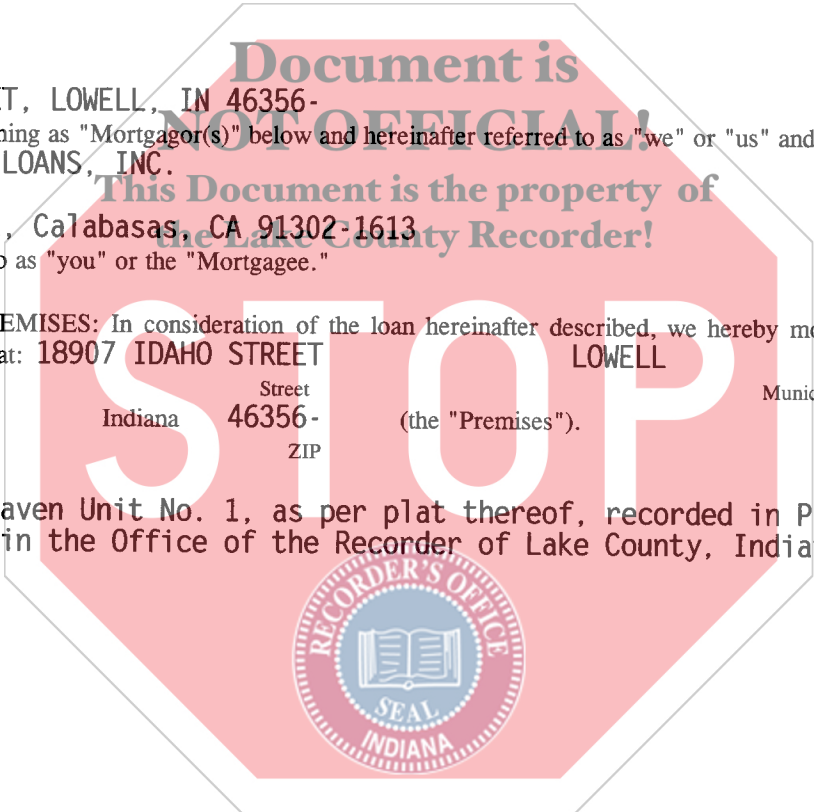 Document is
T, LOWELL, IN 46356-
NOT OFFICIAL!
ning as "Mortgagor(s)" below and hereinafter referred to as "we" or "us" and
LOANS, INC.
This Document is the property of
, Calabasas, CA 91302-1613
the Lake County Recorder!
o as "you" or the "Mortgagee."
EMISES: In consideration of the loan hereinafter described, we hereby mo
at: 18907 IDAHO STREET LOWELL
Street Munic
Indiana 46356- (the "Premises").
ZIP
STOP
aven Unit No. 1, as per plat thereof, recorded in P
in the Office of the Recorder of Lake County, India
RECORDER'S OFFICE
SEAL
INDIANA